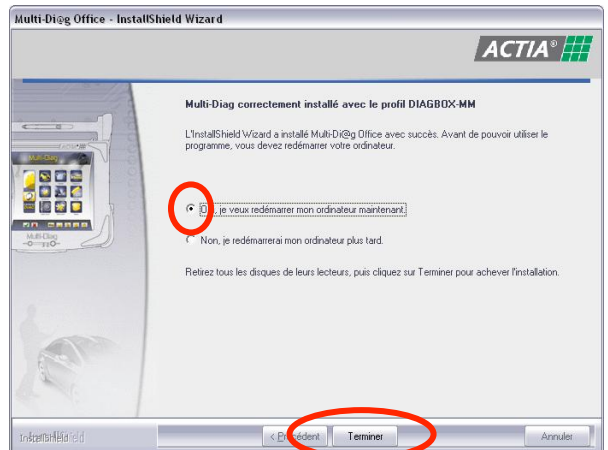 Multi-Di@g Office - InstallShield Wizard
ACTIA®
Multi-Diag correctement installé avec le profil DIAGBOX-MM
L'InstallShield Wizard a installé Multi-Di@g Office avec succès. Avant de pouvoir utiliser le
programme, vous devez redémarrer votre ordinateur.
Multi-Diag
Oui, je veux redémarrer mon ordinateur maintenant.
Non, je redémarrerai mon ordinateur plus tard.
Multi-Diag
Retirez tous les disques de leurs lecteurs, puis cliquez sur Terminer pour achever l'installation.
InstallShield
< Précédent
Terminer
Annuler